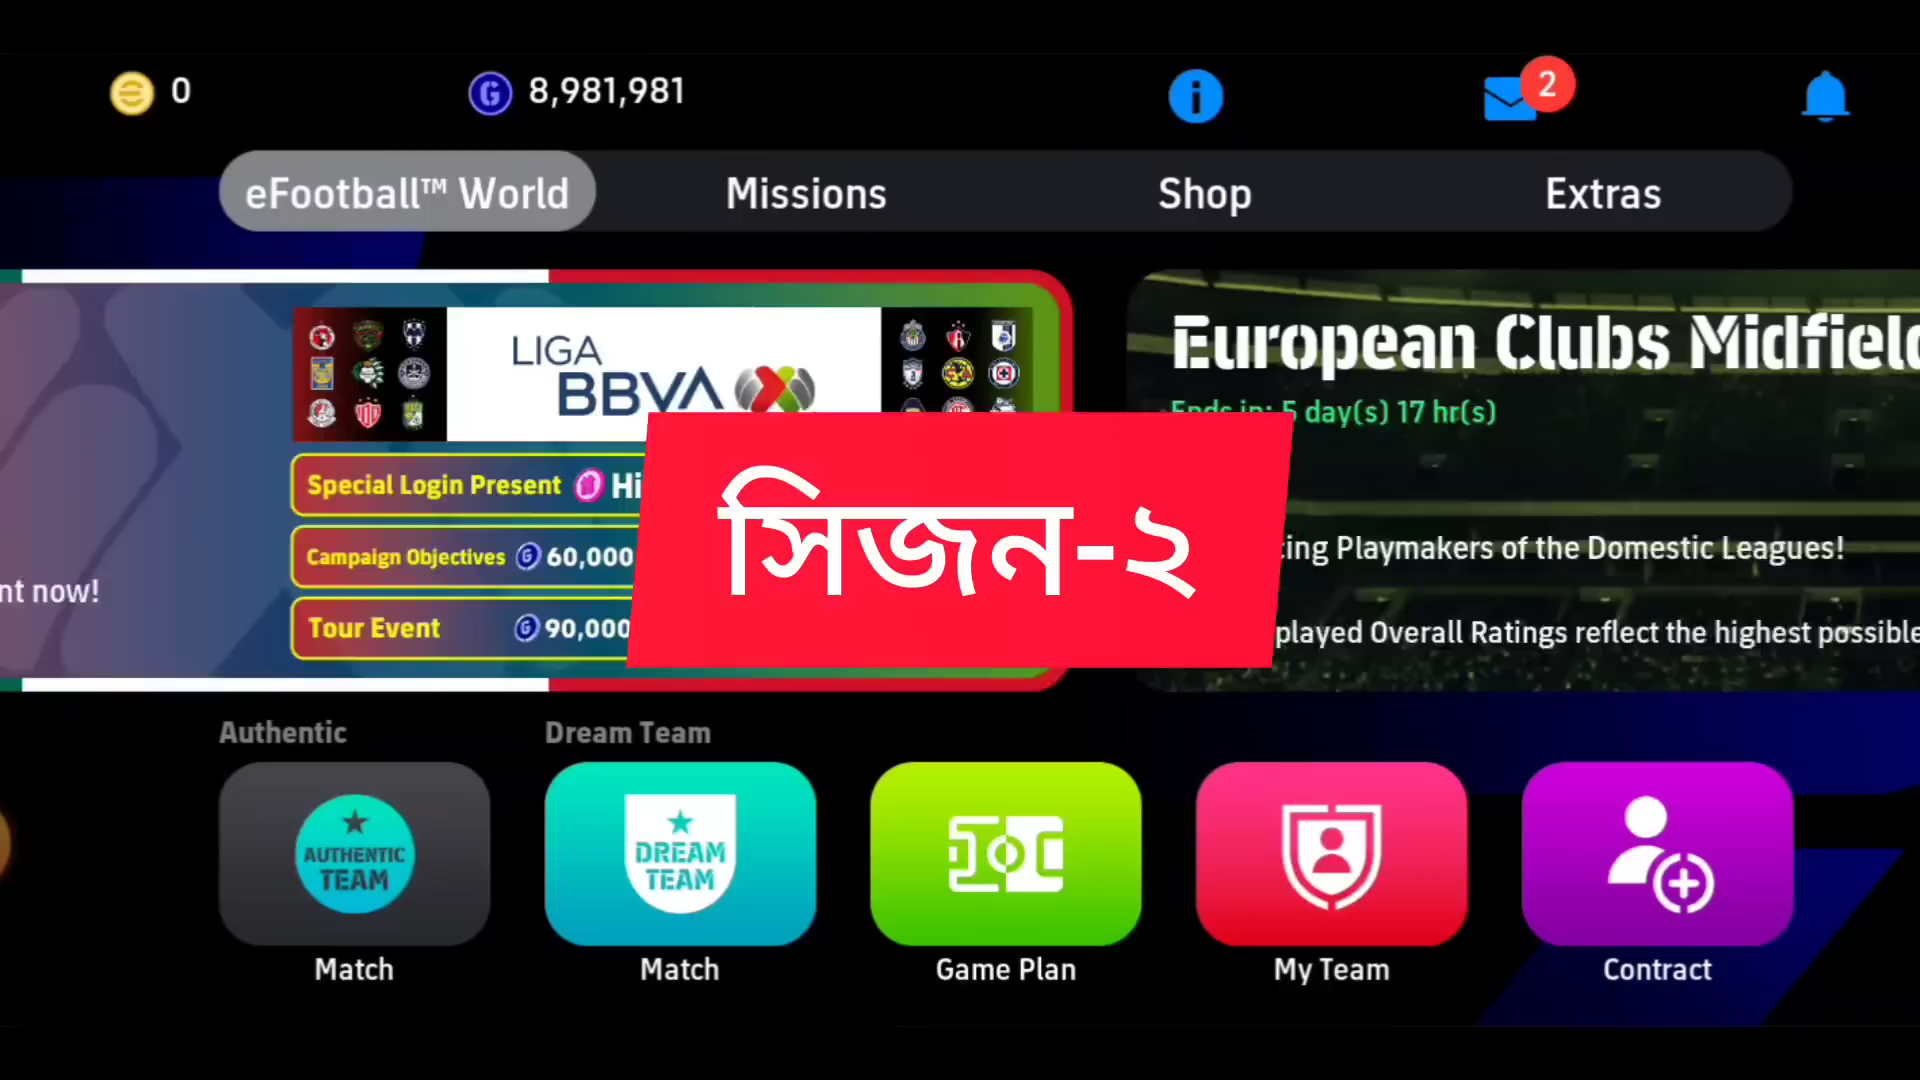 0
8,981,981
2
eFootball™ World
Missions
Shop
Extras
LIGA
BBVA
Special Login Present Hi
Campaign Objectives 60,000
Tour Event 90,000
nt now!
European Clubs Midfiel
Ends in: 5 day(s) 17 hr(s)
ing Playmakers of the Domestic Leagues!
played Overall Ratings reflect the highest possible
সিজন-২
Authentic
Dream Team
AUTHENTIC
TEAM
DREAM
TEAM
Match
Match
Game Plan
My Team
Contract